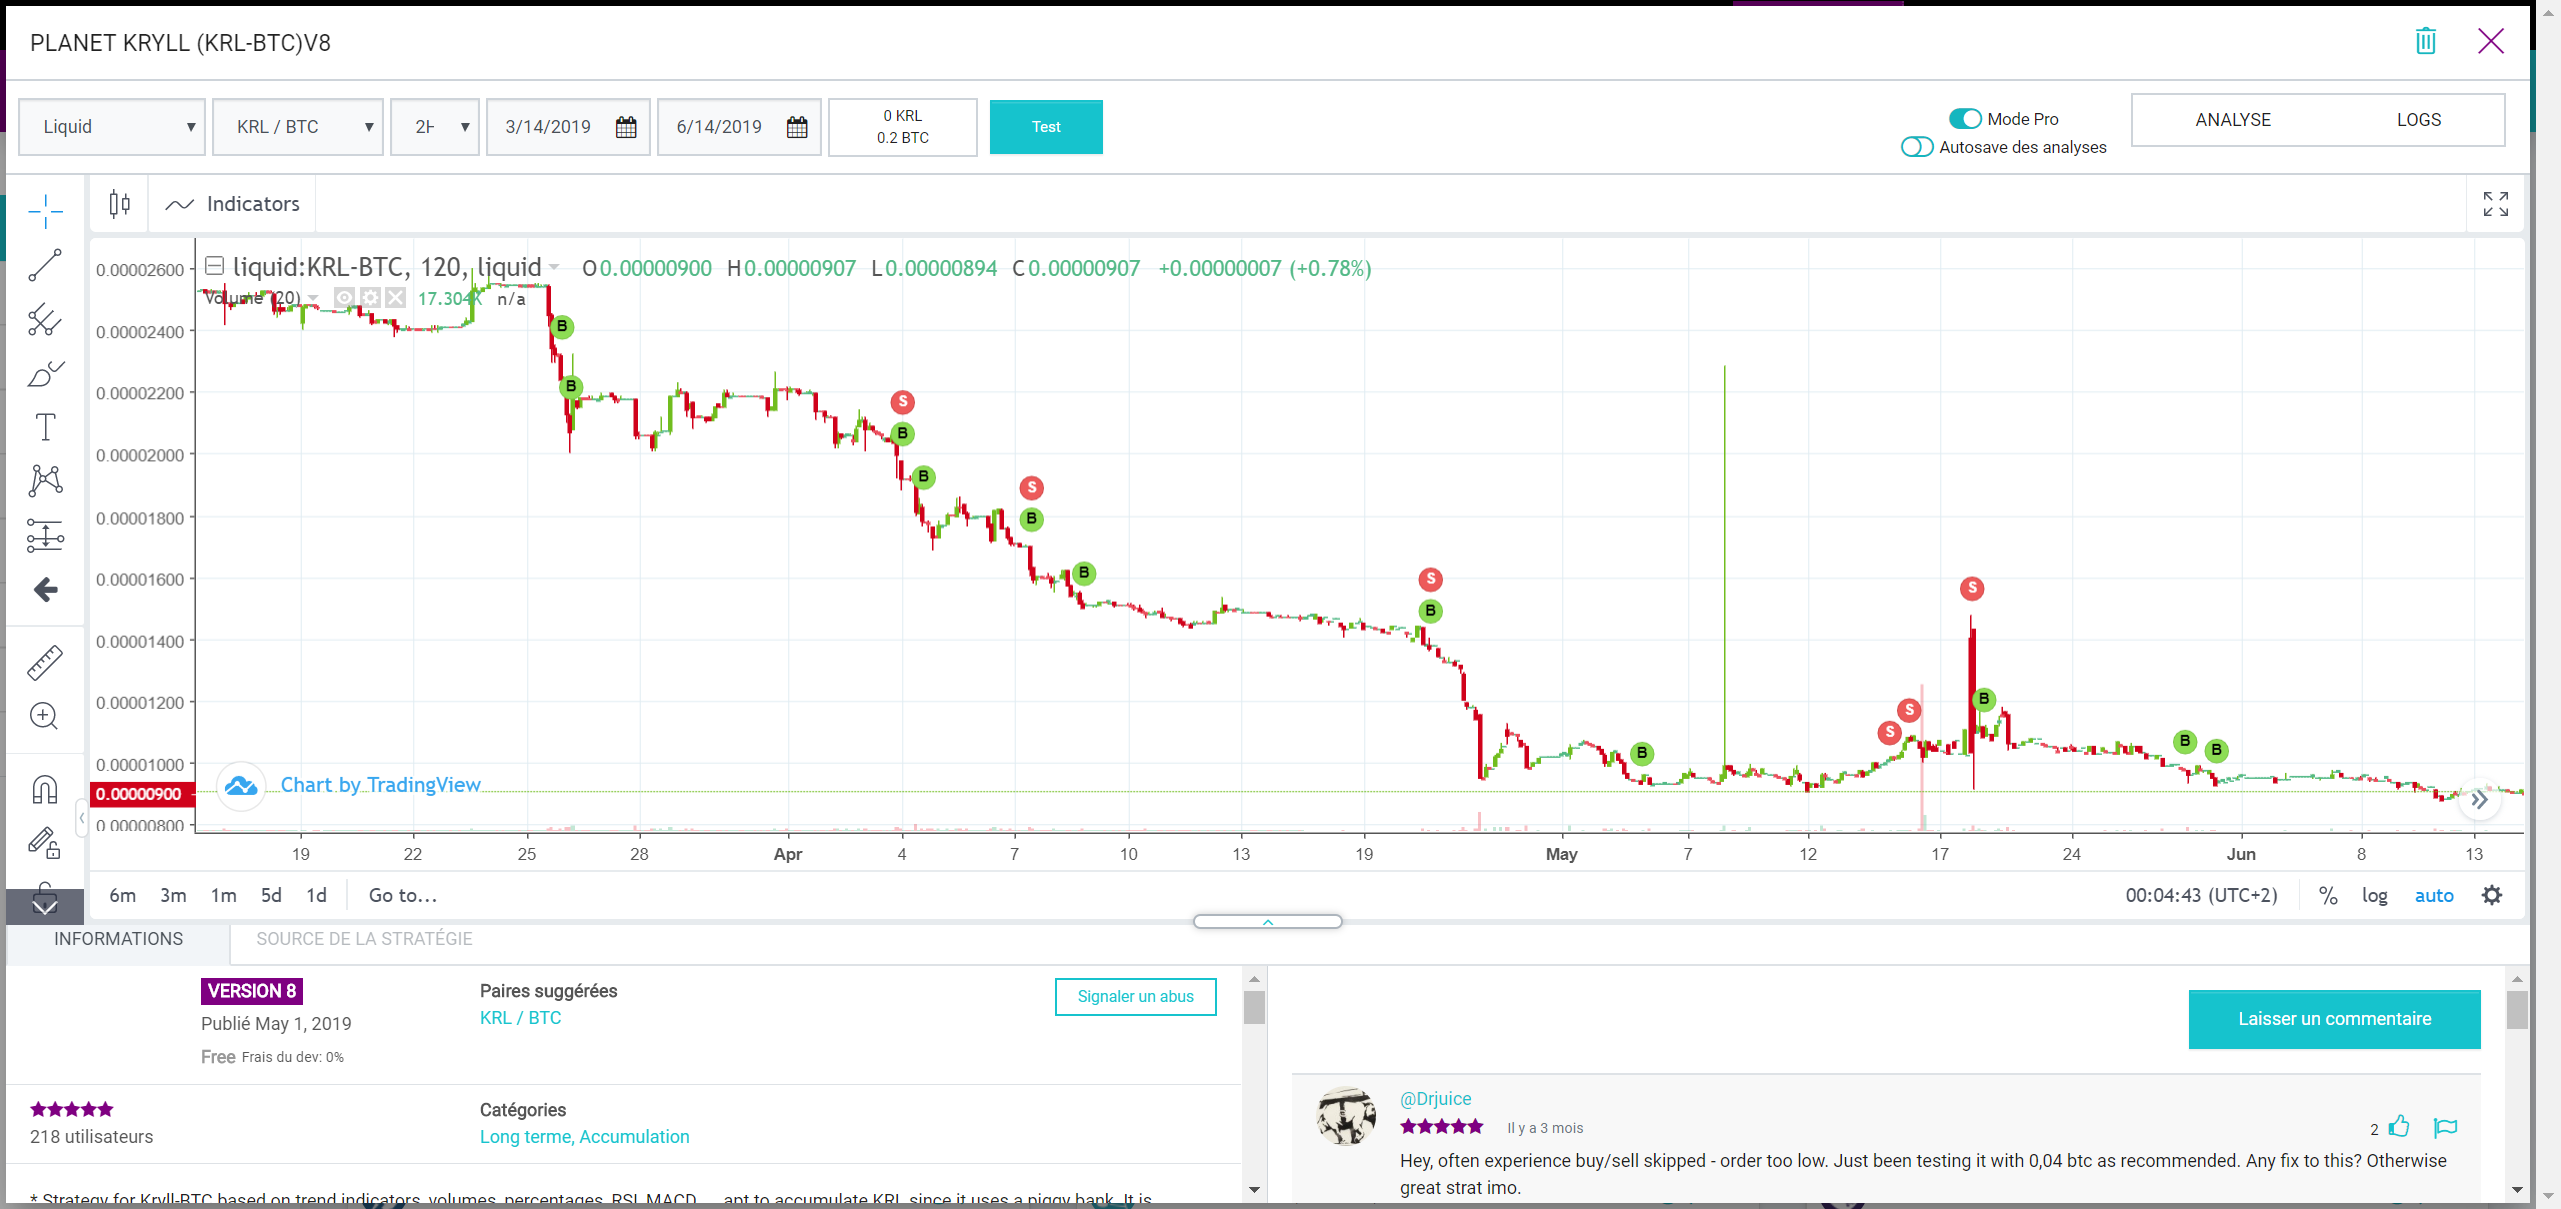 PLANET KRYLL (KRL-BTC)V8
Liquid
KRL / BTC
3/14/2019
6/14/2019
0 KRL
0.2 BTC
Test
Mode Pro
Autosave des analyses
ANALYSE
LOGS
Indicators
liquid:KRL-BTC, 120, liquid O0.00000900 H0.00000907 L0.00000894 C0.00000907 +0.00000007 (+0.78%)
Volume (20) n/a
0.00002600
0.00002400
0.00002200
0.00002000
0.00001800
0.00001600
0.00001400
0.00001200
0.00001000
0.00000900
0.00000800
B
B
S
B
B
S
B
B
S
B
B
S
S
S
B
B
B
Chart by TradingView
19 22 25 28 Apr 4 7 10 13 19 May 7 12 17 24 Jun 8 13
6m 3m 1m 5d 1d Go to...
00:04:43 (UTC+2) % log auto
INFORMATIONS
SOURCE DE LA STRATÉGIE
VERSION 8
Publié May 1, 2019
Free Frais du dev: 0%
Paires suggérées
KRL / BTC
Signaler un abus
218 utilisateurs
Catégories
Long terme, Accumulation
* Strategy for Kryll-BTC based on trend indicators, volumes, percentages, RSI, MACD ... apt to accumulate KRL since it uses a piggy bank. It is
Laisser un commentaire
@Drjuice
Il y a 3 mois
2
Hey, often experience buy/sell skipped - order too low. Just been testing it with 0,04 btc as recommended. Any fix to this? Otherwise
great strat imo.